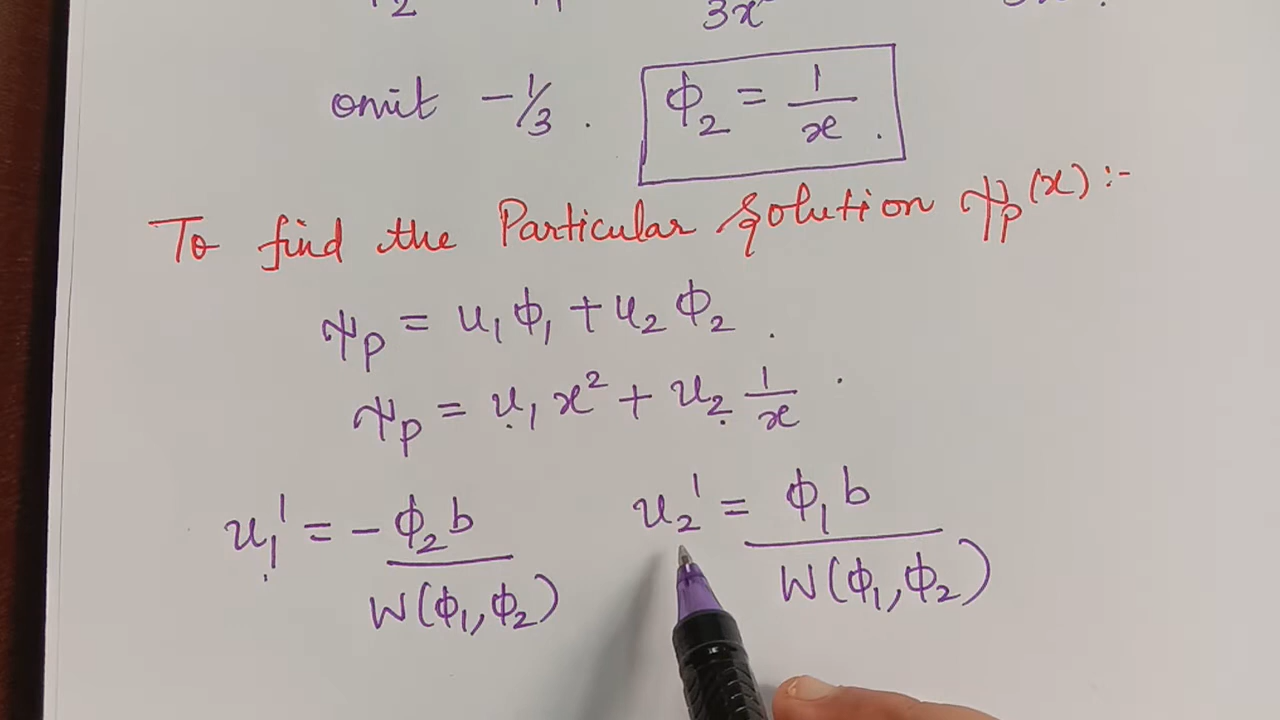 3x
omit -1/3 . ϕ₂ = 1/x .
To find the Particular Solution ψₚ(x) :-
ψₚ = u₁ϕ₁ + u₂ϕ₂ .
ψₚ = u₁x² + u₂ 1/x .
u₁' = -ϕ₂b / W(ϕ₁,ϕ₂) u₂' = ϕ₁b / W(ϕ₁,ϕ₂)